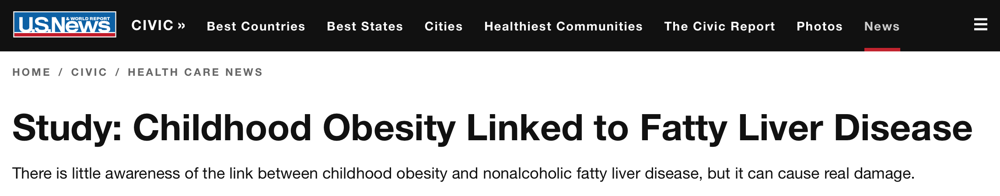 U.S.News & WORLD REPORT CIVIC » Best Countries Best States Cities Healthiest Communities The Civic Report Photos News
HOME / CIVIC / HEALTH CARE NEWS
Study: Childhood Obesity Linked to Fatty Liver Disease
There is little awareness of the link between childhood obesity and nonalcoholic fatty liver disease, but it can cause real damage.